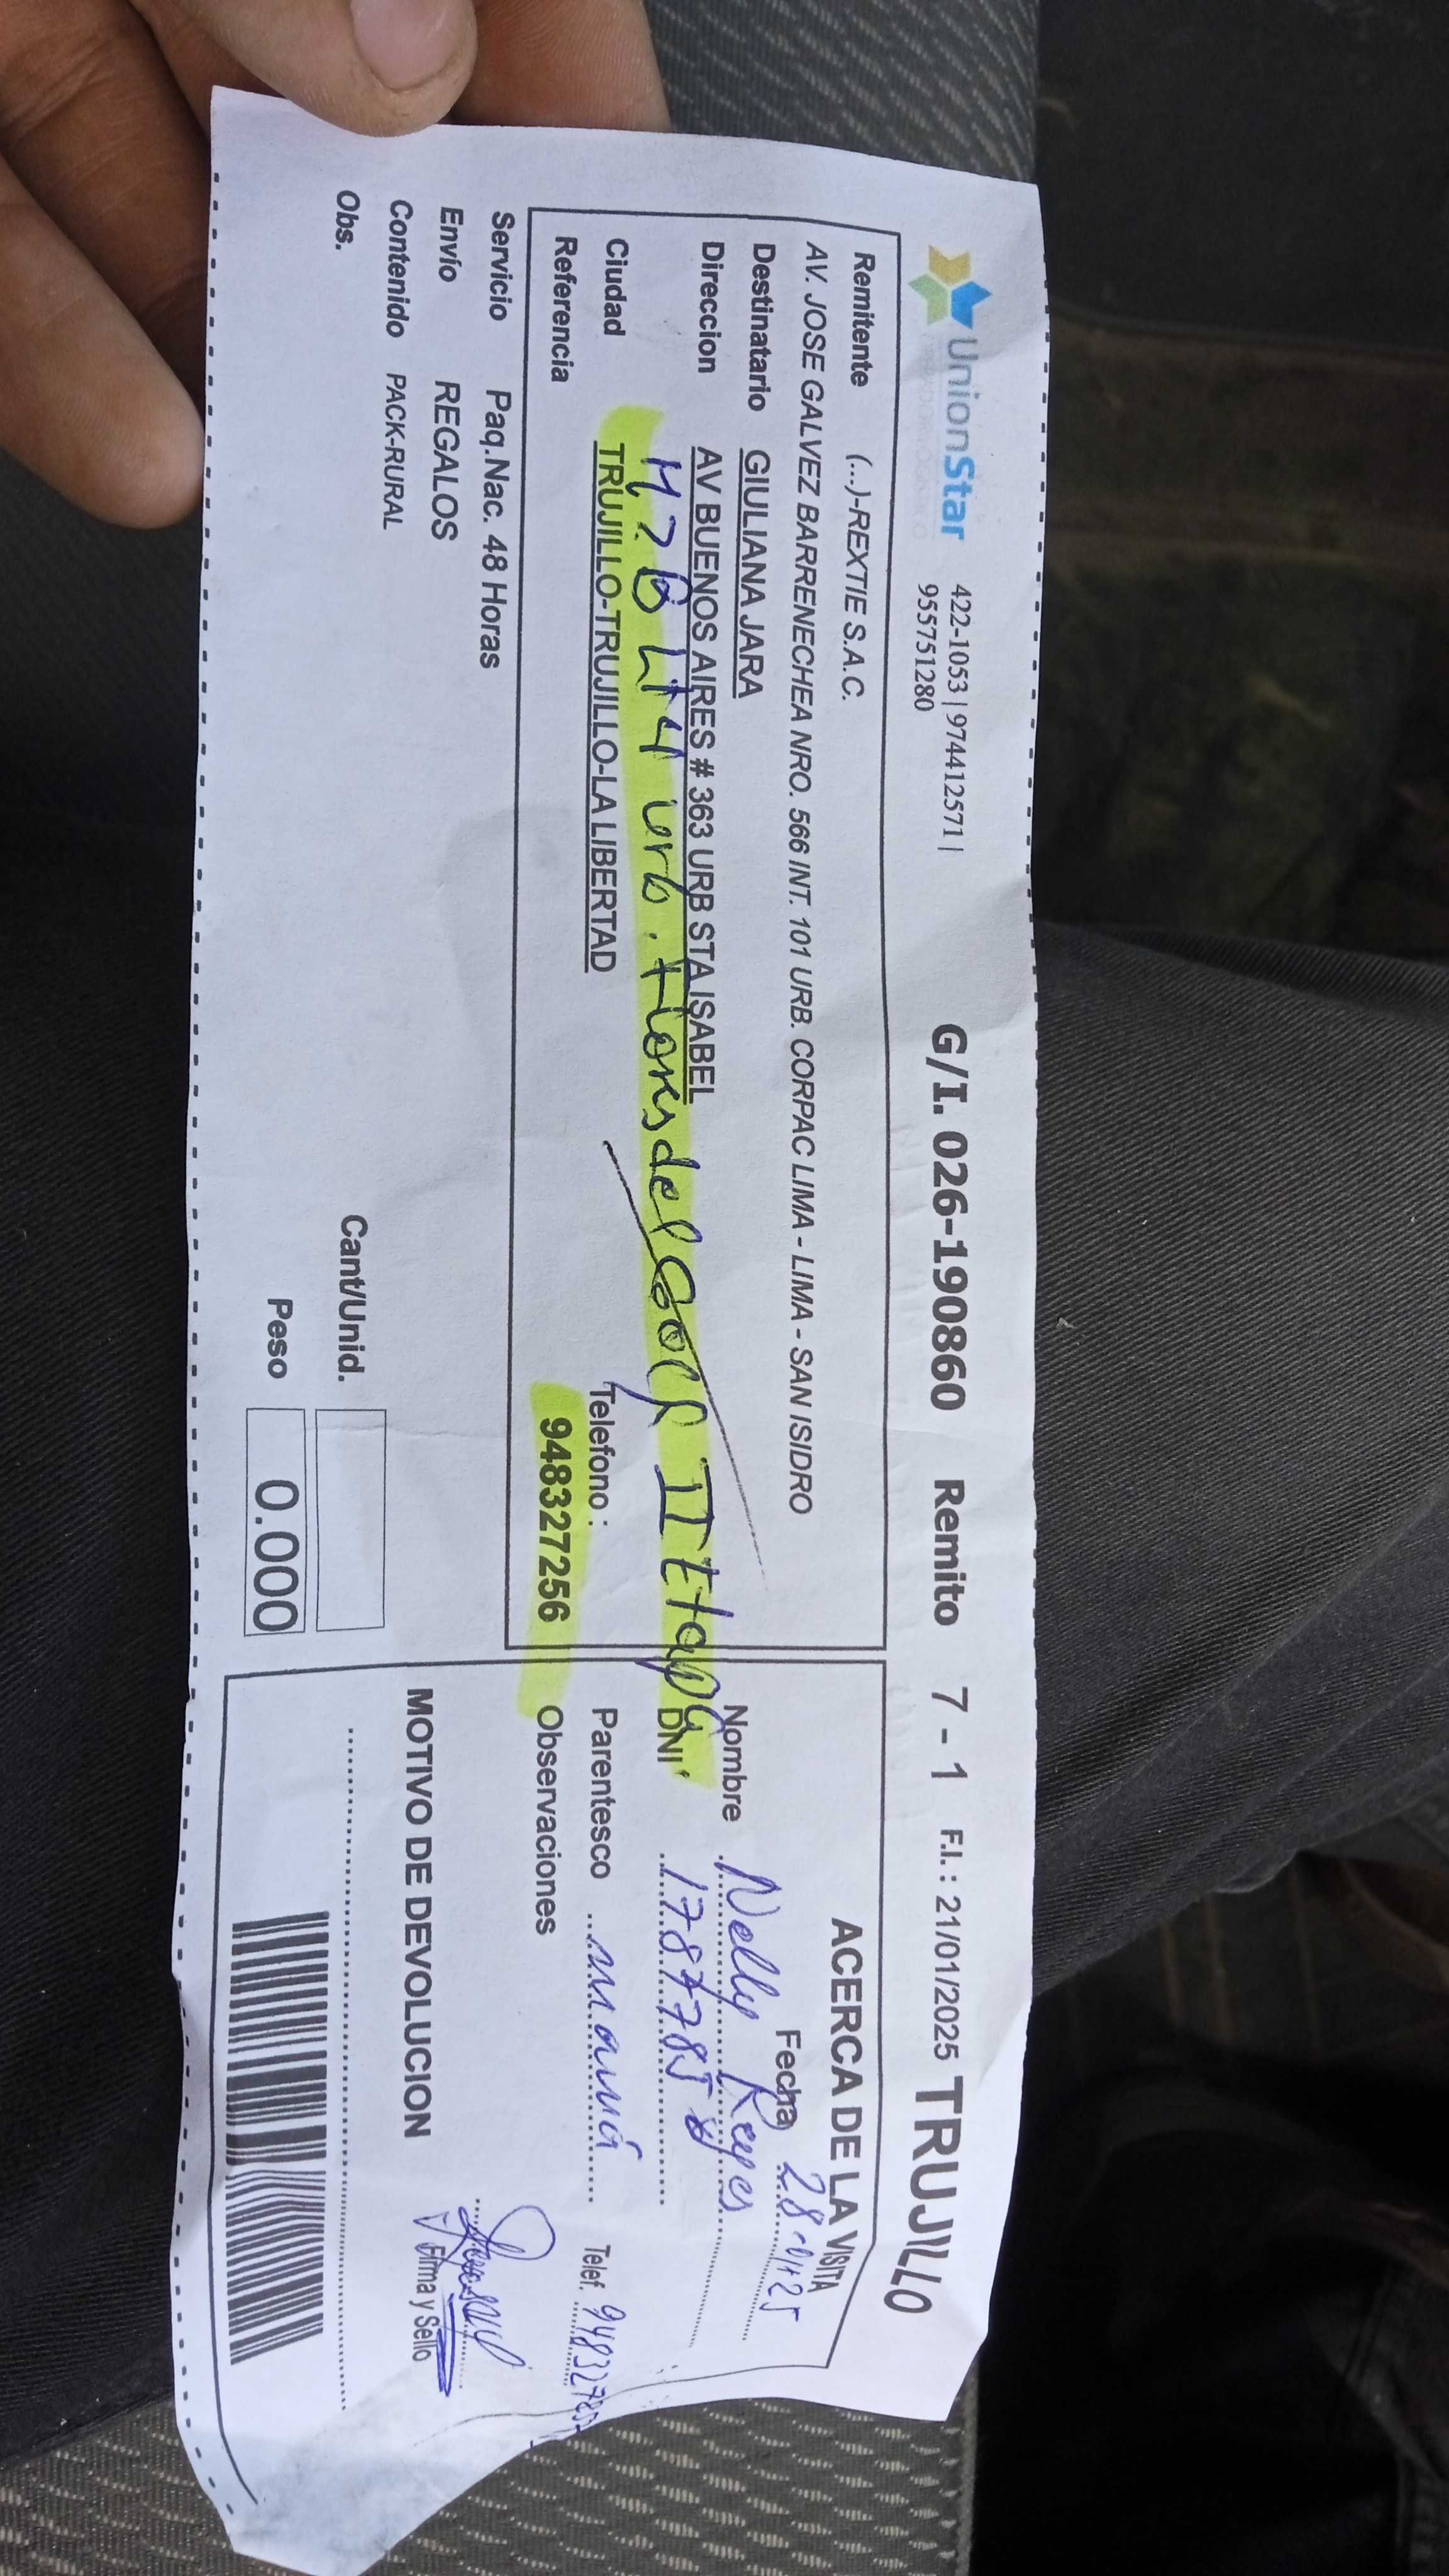 UnionStar
422-1053 | 974412571 |
955751280
G/I. 026-190860 Remito 7 - 1 F.I. : 21/01/2025 TRUJILLO
Remitente (...)-REXTIE S.A.C.
AV. JOSE GALVEZ BARRENECHEA NRO. 566 INT. 101 URB. CORPAC LIMA - LIMA - SAN ISIDRO
Destinatario GIULIANA JARA
Direccion AV BUENOS AIRES # 363 URB STA ISABEL
Mz B Lt 4 urb. Flores del Golf II Etapa
Ciudad TRUJILLO-TRUJILLO-LA LIBERTAD
Referencia
Telefono :
948327256
Servicio Paq.Nac. 48 Horas
Envío REGALOS
Contenido PACK-RURAL
Obs.
Cant/Unid.
Peso 0.000
ACERCA DE LA VISITA
Fecha 28-01-25
Nombre Nelly Reyes
DNI
Parentesco mamá Telef.
Observaciones
Firma y Sello
MOTIVO DE DEVOLUCION